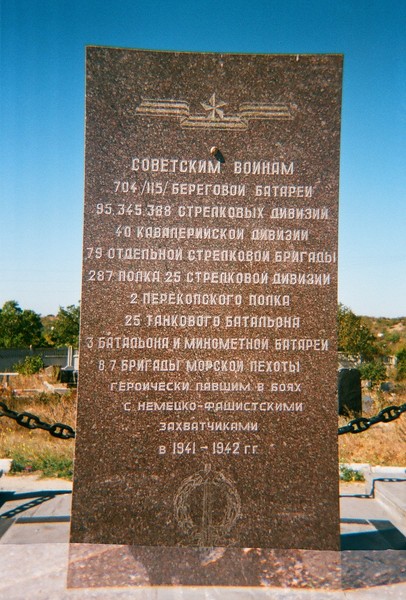 СОВЕТСКИМ ВОИНАМ
704 /115/ БЕРЕГОВОЙ БАТАРЕИ
95.345.388 СТРЕЛКОВЫХ ДИВИЗИЙ
40 КАВАЛЕРИЙСКОЙ ДИВИЗИИ
79 ОТДЕЛЬНОЙ СТРЕЛКОВОЙ БРИГАДЫ
287 ПОЛКА 25 СТРЕЛКОВОЙ ДИВИЗИИ
2 ПЕРЕКОПСКОГО ПОЛКА
25 ТАНКОВОГО БАТАЛЬОНА
3 БАТАЛЬОНА И МИНОМЕТНОЙ БАТАРЕИ
8 7 БРИГАДЫ МОРСКОЙ ПЕХОТЫ
ГЕРОИЧЕСКИ ПАВШИМ В БОЯХ
С НЕМЕЦКО-ФАШИСТСКИМИ
ЗАХВАТЧИКАМИ
в 1941 - 1942 г г